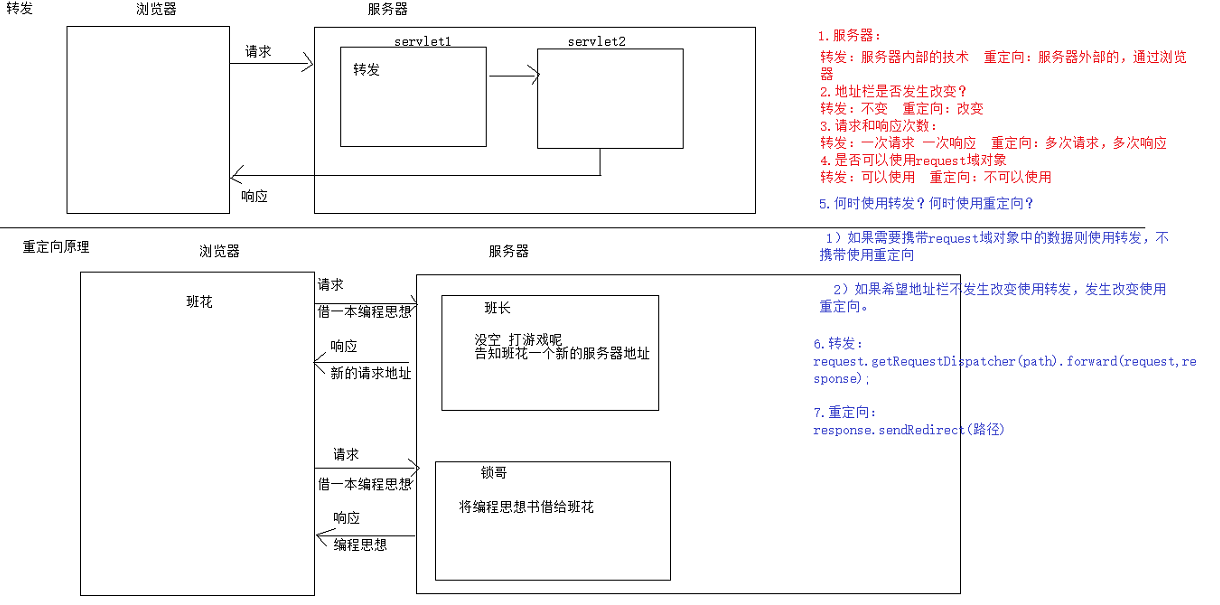 转发
浏览器
服务器
请求
servlet1
servlet2
转发
响应
1.服务器：
转发：服务器内部的技术 重定向：服务器外部的，通过浏览
器
2.地址栏是否发生改变？
转发：不变 重定向：改变
3.请求和响应次数：
转发：一次请求 一次响应 重定向：多次请求，多次响应
4.是否可以使用request域对象
转发：可以使用 重定向：不可以使用
5.何时使用转发？何时使用重定向？
1）如果需要携带request域对象中的数据则使用转发，不
携带使用重定向
2）如果希望地址栏不发生改变使用转发，发生改变使用
重定向。
6.转发：
request.getRequestDispatcher(path).forward(request,re
sponse);
7.重定向：
response.sendRedirect(路径)
重定向原理
浏览器
服务器
班花
请求
借一本编程思想
响应
新的请求地址
班长
没空 打游戏呢
告知班花一个新的服务器地址
请求
借一本编程思想
响应
编程思想
锁哥
将编程思想书借给班花